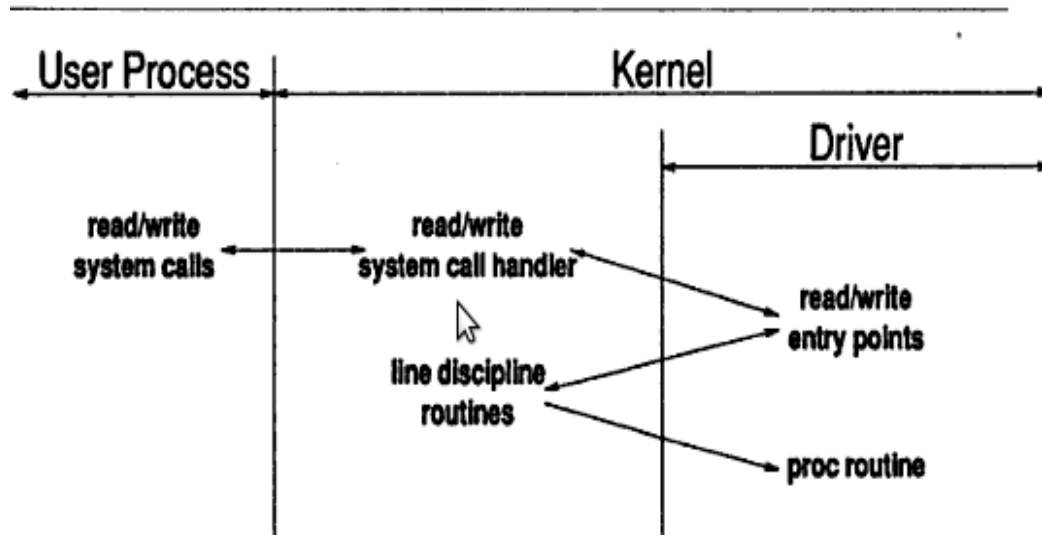 User Process
Kernel
Driver
read/write
system calls
read/write
system call handler
read/write
entry points
line discipline
routines
proc routine